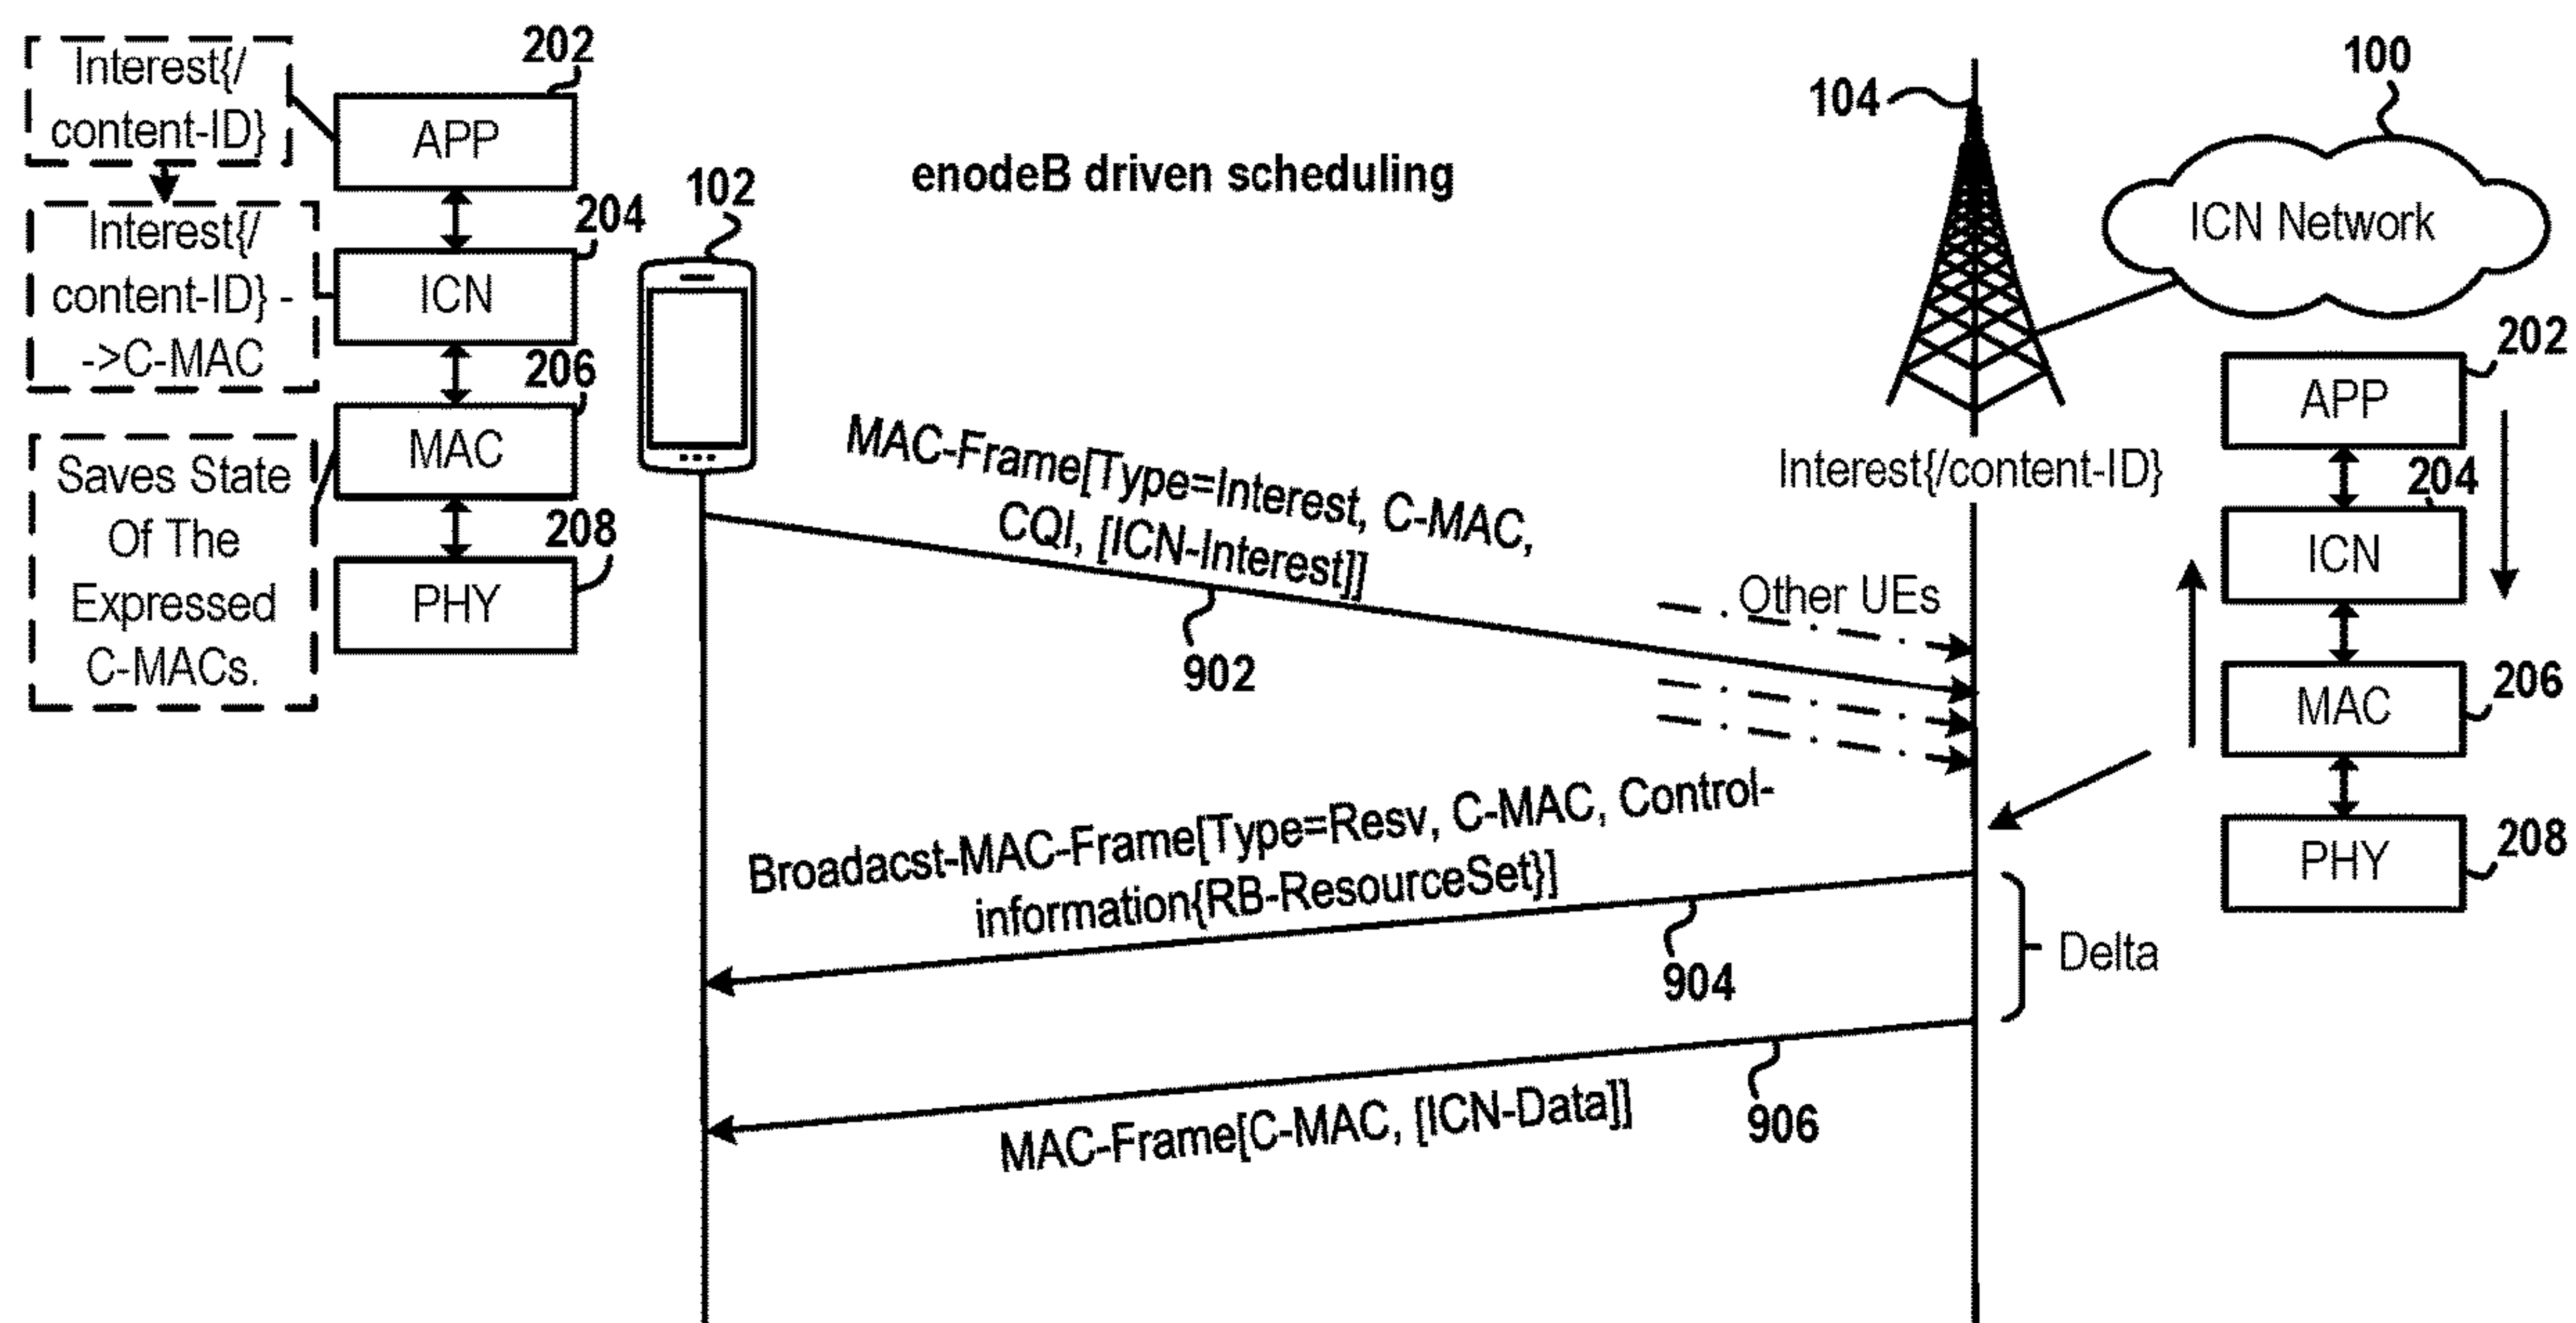 Interest{/
content-ID}
202
APP
Interest{/
content-ID} -
->C-MAC
204
ICN
206
MAC
Saves State
Of The
Expressed
C-MACs.
208
PHY
102
enodeB driven scheduling
104
100
ICN Network
Interest{/content-ID}
202
APP
204
ICN
206
MAC
208
PHY
MAC-Frame[Type=Interest, C-MAC,
CQI, [ICN-Interest]]
902
Other UEs
Broadacst-MAC-Frame[Type=Resv, C-MAC, Control-
information{RB-ResourceSet}]
904
Delta
MAC-Frame[C-MAC, [ICN-Data]]
906